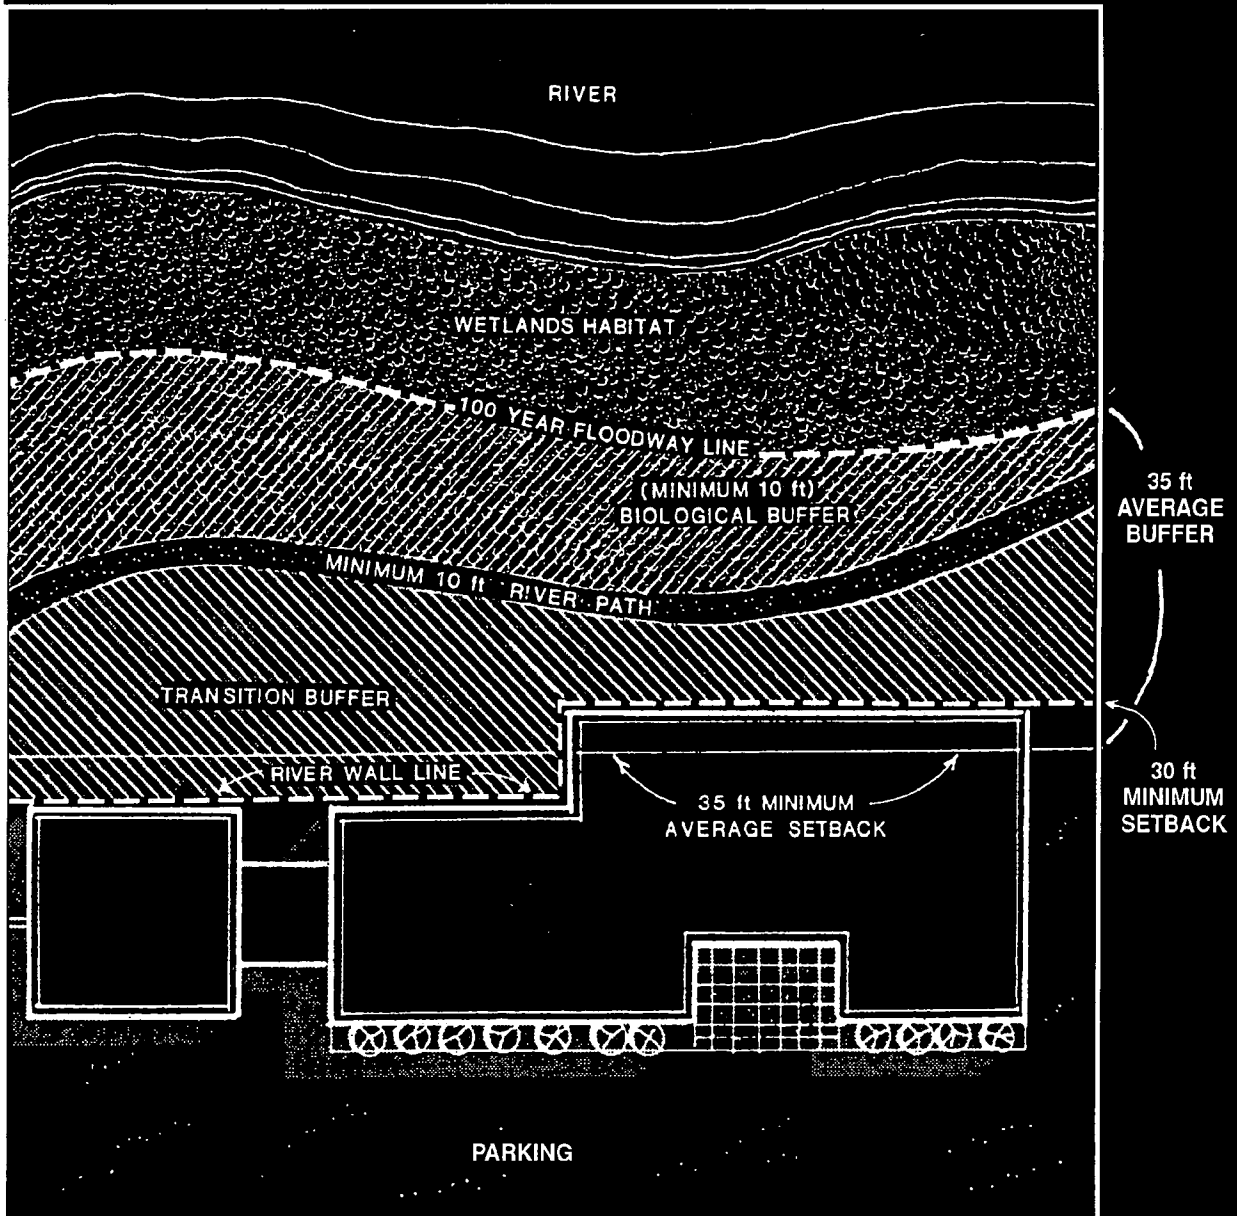 RIVER
WETLANDS HABITAT
100 YEAR FLOODWAY LINE
(MINIMUM 10 ft)
BIOLOGICAL BUFFER
35 ft
AVERAGE
BUFFER
MINIMUM 10 ft RIVER PATH
TRANSITION BUFFER
RIVER WALL LINE
30 ft
MINIMUM
SETBACK
35 ft MINIMUM
AVERAGE SETBACK
PARKING